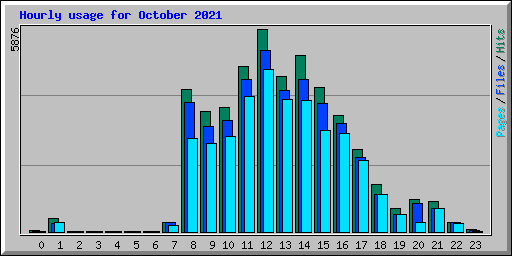 Hourly usage for October 2021
5876
Pages / Files / Hits
0 1 2 3 4 5 6 7 8 9 10 11 12 13 14 15 16 17 18 19 20 21 22 23